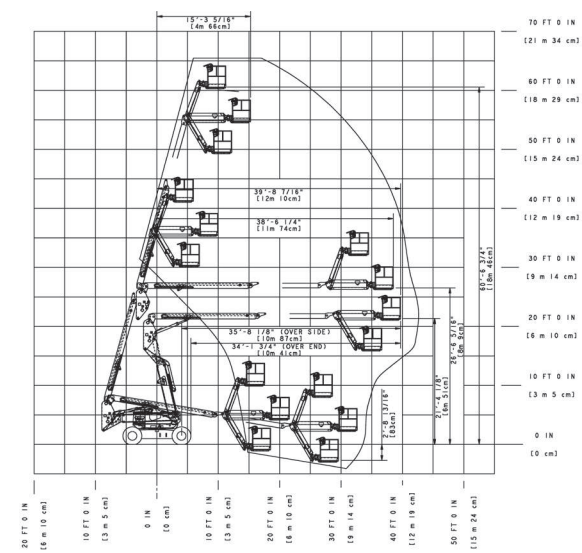 15'-3 5/16"
[4m 66cm]
70 FT 0 IN
[21 m 34 cm]
60 FT 0 IN
[18 m 29 cm]
50 FT 0 IN
[15 m 24 cm]
39'-8 7/16"
[12m 10cm]
40 FT 0 IN
[12 m 19 cm]
38'-6 1/4"
[11m 74cm]
60'-6 3/4"
[18m 46cm]
30 FT 0 IN
[9 m 14 cm]
26'-6 5/16"
[8m 9cm]
20 FT 0 IN
[6 m 10 cm]
35'-8 1/8" (OVER SIDE)
[10m 87cm]
34'-1 3/4" (OVER END)
[10m 41cm]
21'-4 1/8"
[6m 51cm]
10 FT 0 IN
[3 m 5 cm]
2'-8 13/16"
[83cm]
0 IN
[0 cm]
20 FT 0 IN
[6 m 10 cm]
10 FT 0 IN
[3 m 5 cm]
0 IN
[0 cm]
10 FT 0 IN
[3 m 5 cm]
20 FT 0 IN
[6 m 10 cm]
30 FT 0 IN
[9 m 14 cm]
40 FT 0 IN
[12 m 19 cm]
50 FT 0 IN
[15 m 24 cm]